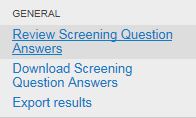 GENERAL
Review Screening Question
Answers
Download Screening
Question Answers
Export results